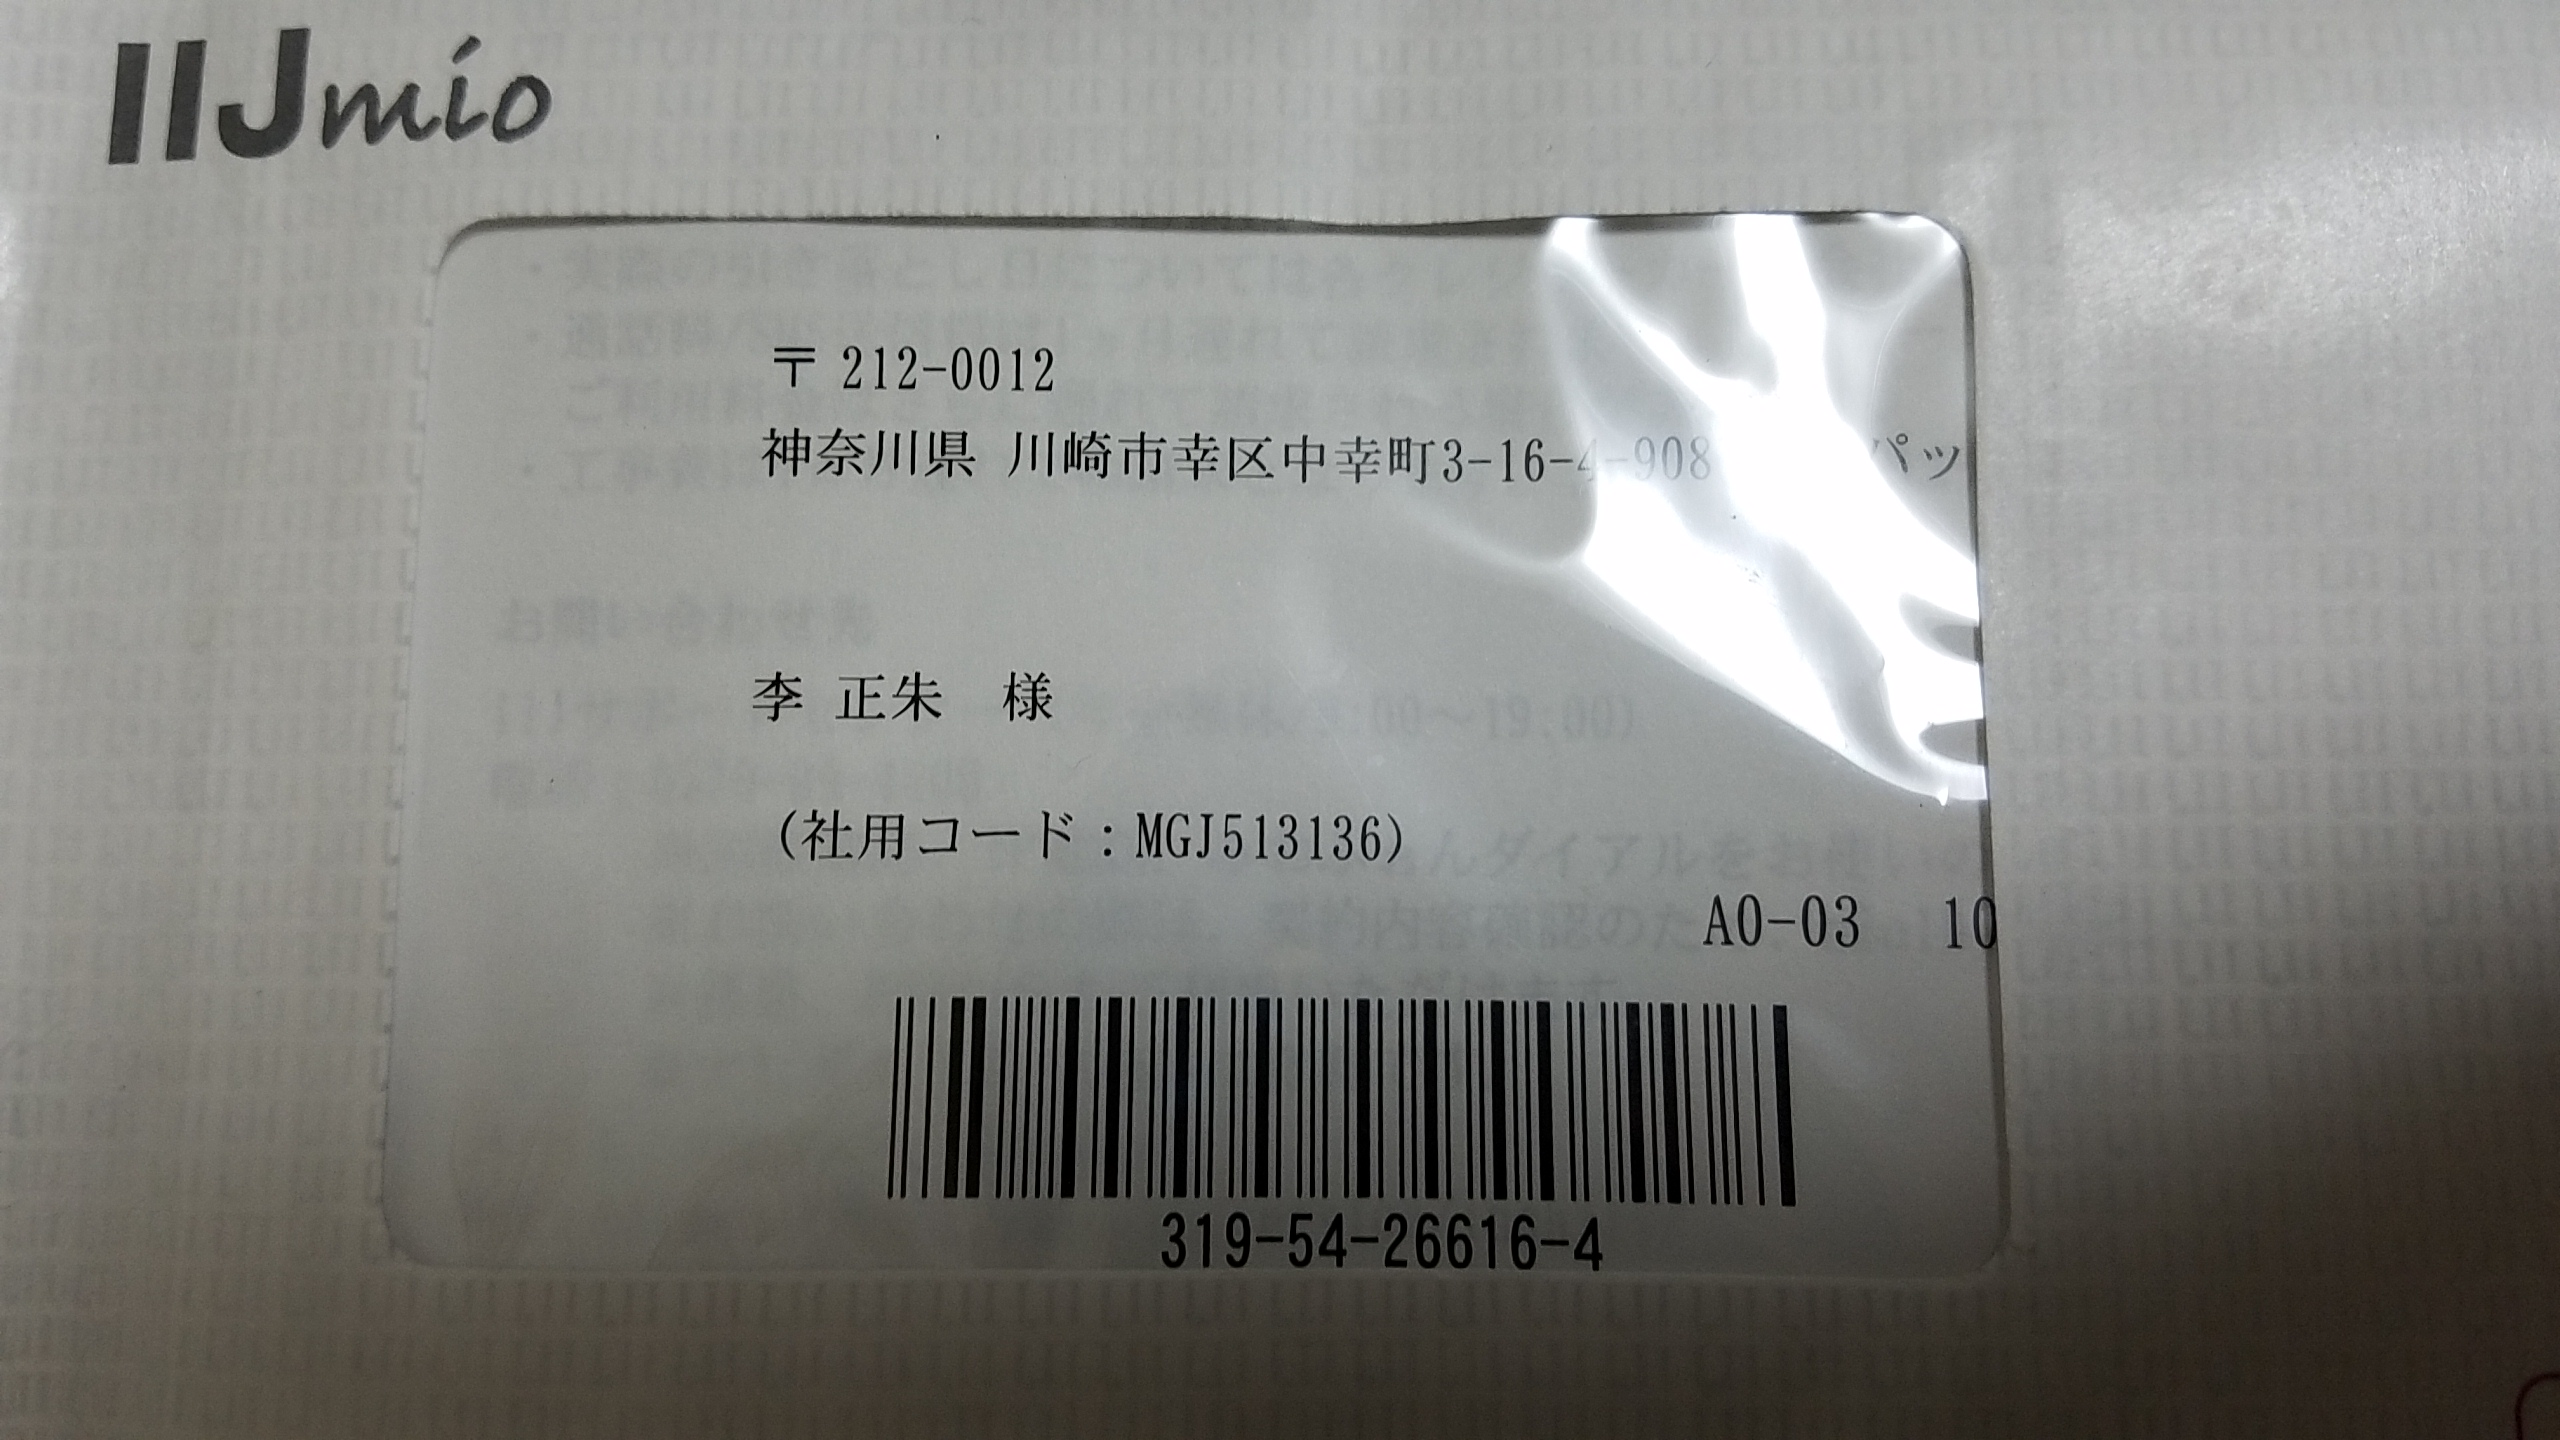 IIJmio
〒 212-0012
神奈川県 川崎市幸区中幸町3-16-4-908 パッ
李 正朱 様
(社用コード：MGJ513136)
A0-03 10
319-54-26616-4